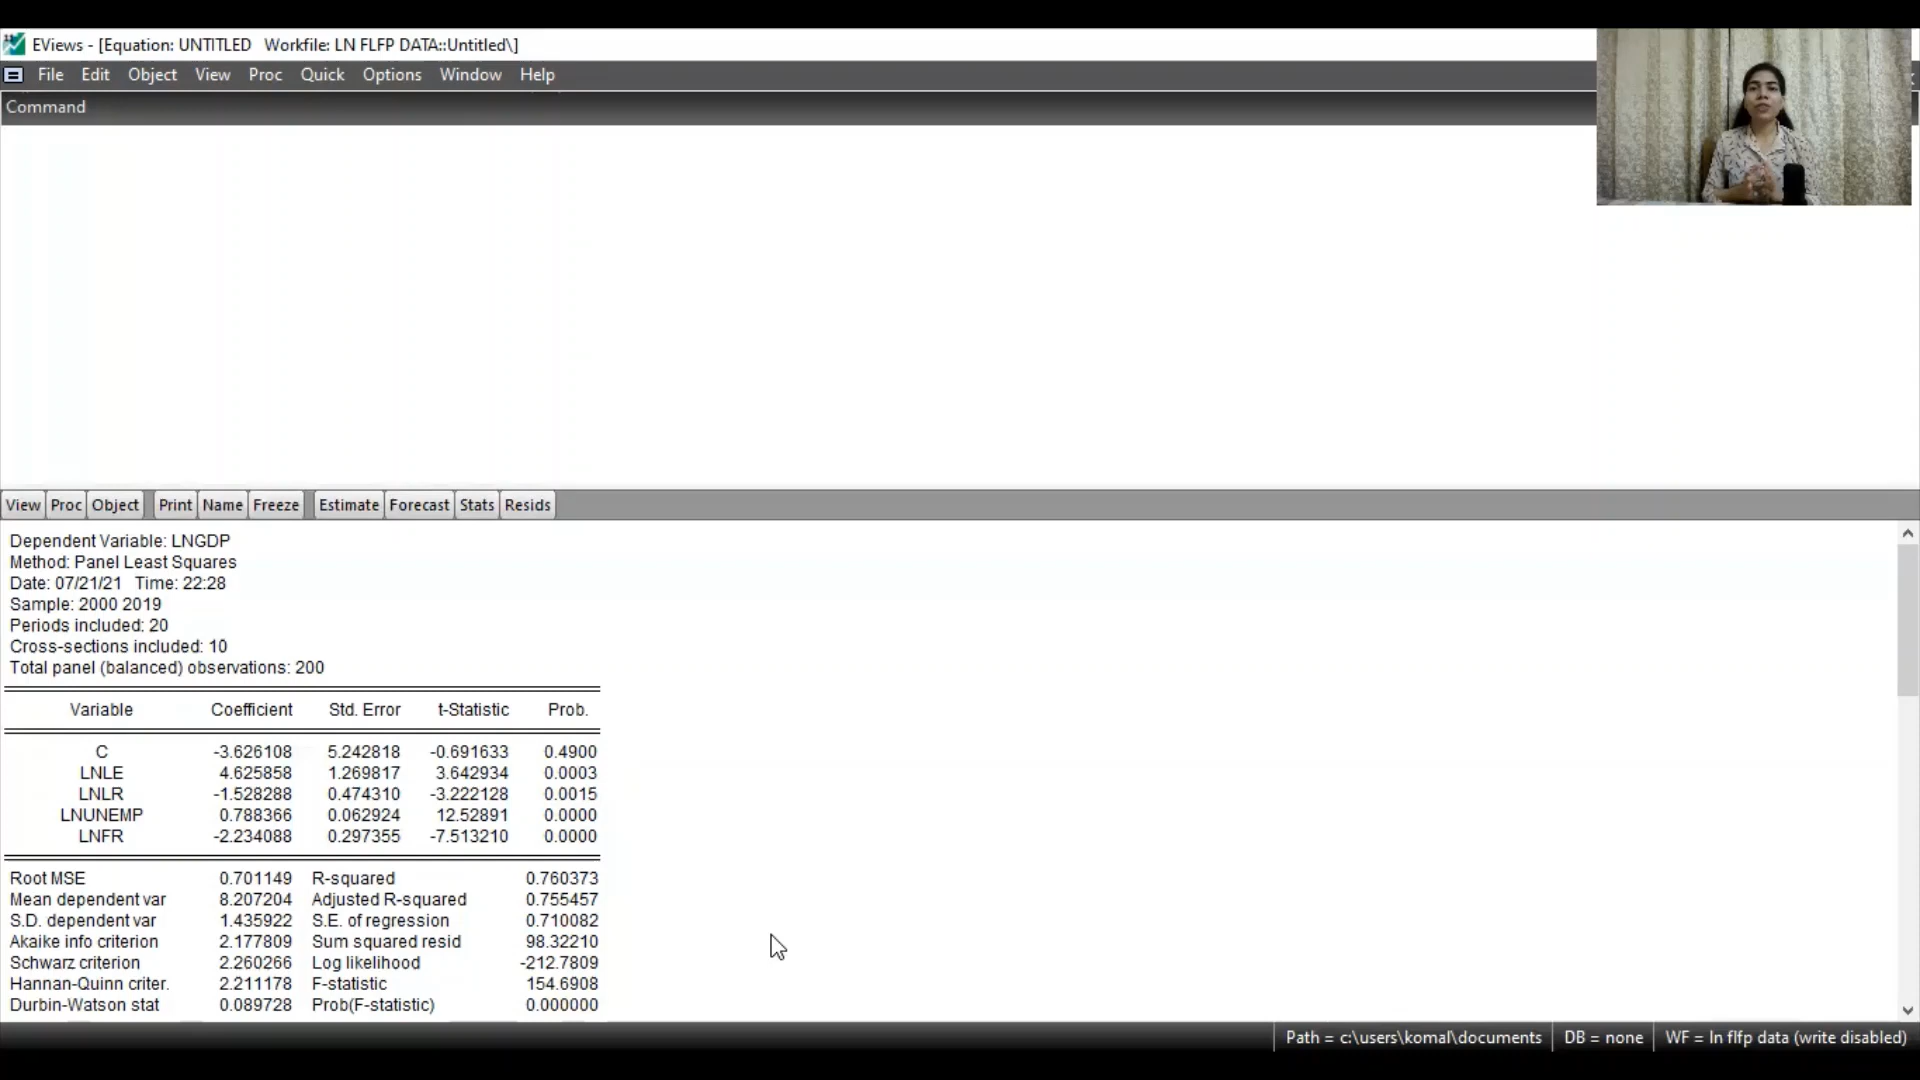 EViews - [Equation: UNTITLED   Workfile: LN FLFP DATA::Untitled\]
File Edit Object View Proc Quick Options Window Help
Command
View Proc Object Print Name Freeze Estimate Forecast Stats Resids
Dependent Variable: LNGDP
Method: Panel Least Squares
Date: 07/21/21   Time: 22:28
Sample: 2000 2019
Periods included: 20
Cross-sections included: 10
Total panel (balanced) observations: 200
Variable Coefficient Std. Error t-Statistic Prob.
C -3.626108 5.242818 -0.691633 0.4900
LNLE 4.625858 1.269817 3.642934 0.0003
LNLR -1.528288 0.474310 -3.222128 0.0015
LNUNEMP 0.788366 0.062924 12.52891 0.0000
LNFR -2.234088 0.297355 -7.513210 0.0000
Root MSE 0.701149 R-squared 0.760373
Mean dependent var 8.207204 Adjusted R-squared 0.755457
S.D. dependent var 1.435922 S.E. of regression 0.710082
Akaike info criterion 2.177809 Sum squared resid 98.32210
Schwarz criterion 2.260266 Log likelihood -212.7809
Hannan-Quinn criter. 2.211178 F-statistic 154.6908
Durbin-Watson stat 0.089728 Prob(F-statistic) 0.000000
Path = c:\users\komal\documents DB = none WF = ln flfp data (write disabled)